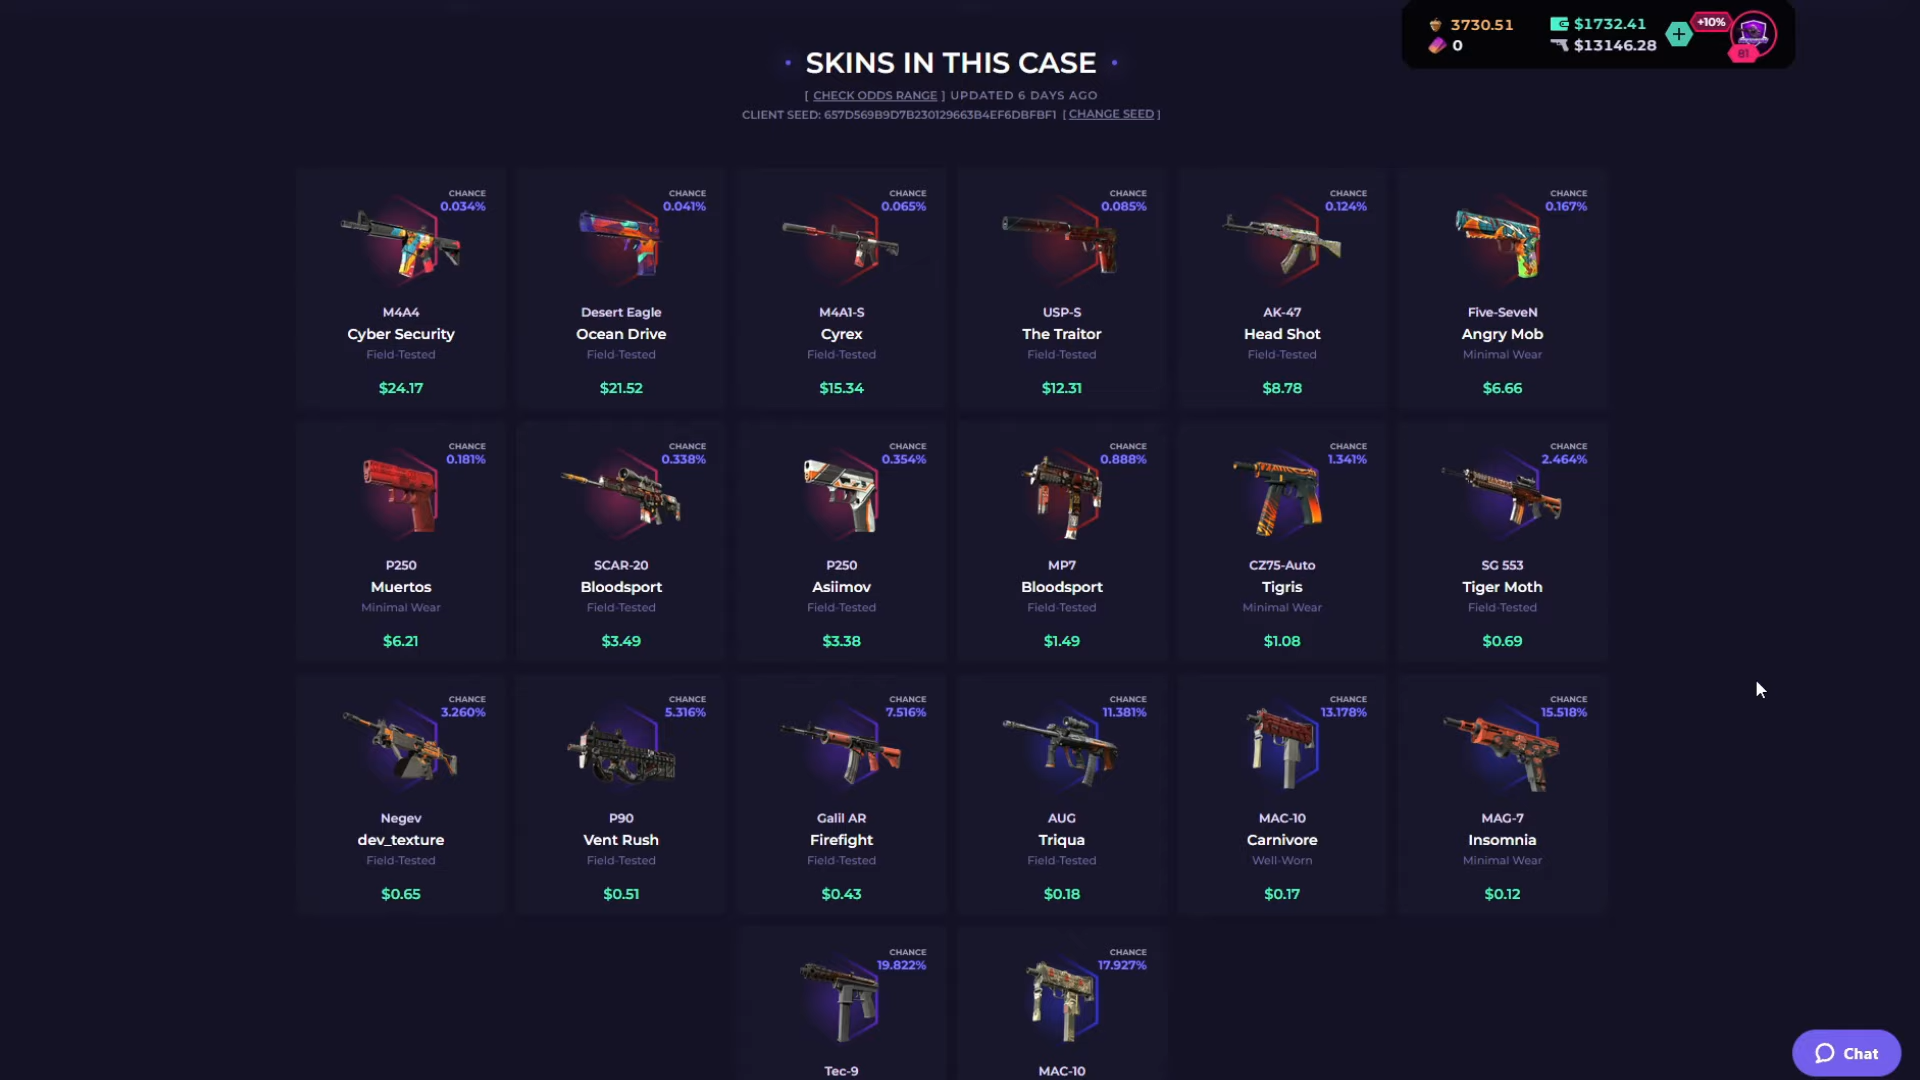 3730.51
$1732.41
+10%
0
$13146.28
81
SKINS IN THIS CASE
[ CHECK ODDS RANGE ] UPDATED 6 DAYS AGO
CLIENT SEED: 657D569B9D7B230129663B4EF6DBFBF1 [ CHANGE SEED ]
CHANCE
0.034%
M4A4
Cyber Security
Field-Tested
$24.17
CHANCE
0.041%
Desert Eagle
Ocean Drive
Field-Tested
$21.52
CHANCE
0.065%
M4A1-S
Cyrex
Field-Tested
$15.34
CHANCE
0.085%
USP-S
The Traitor
Field-Tested
$12.31
CHANCE
0.124%
AK-47
Head Shot
Field-Tested
$8.78
CHANCE
0.167%
Five-SeveN
Angry Mob
Minimal Wear
$6.66
CHANCE
0.181%
P250
Muertos
Minimal Wear
$6.21
CHANCE
0.338%
SCAR-20
Bloodsport
Field-Tested
$3.49
CHANCE
0.354%
P250
Asiimov
Field-Tested
$3.38
CHANCE
0.888%
MP7
Bloodsport
Field-Tested
$1.49
CHANCE
1.341%
CZ75-Auto
Tigris
Minimal Wear
$1.08
CHANCE
2.464%
SG 553
Tiger Moth
Field-Tested
$0.69
CHANCE
3.260%
Negev
dev_texture
Field-Tested
$0.65
CHANCE
5.316%
P90
Vent Rush
Field-Tested
$0.51
CHANCE
7.516%
Galil AR
Firefight
Field-Tested
$0.43
CHANCE
11.381%
AUG
Triqua
Field-Tested
$0.18
CHANCE
13.178%
MAC-10
Carnivore
Well-Worn
$0.17
CHANCE
15.518%
MAG-7
Insomnia
Minimal Wear
$0.12
CHANCE
19.822%
Tec-9
CHANCE
17.927%
MAC-10
Chat